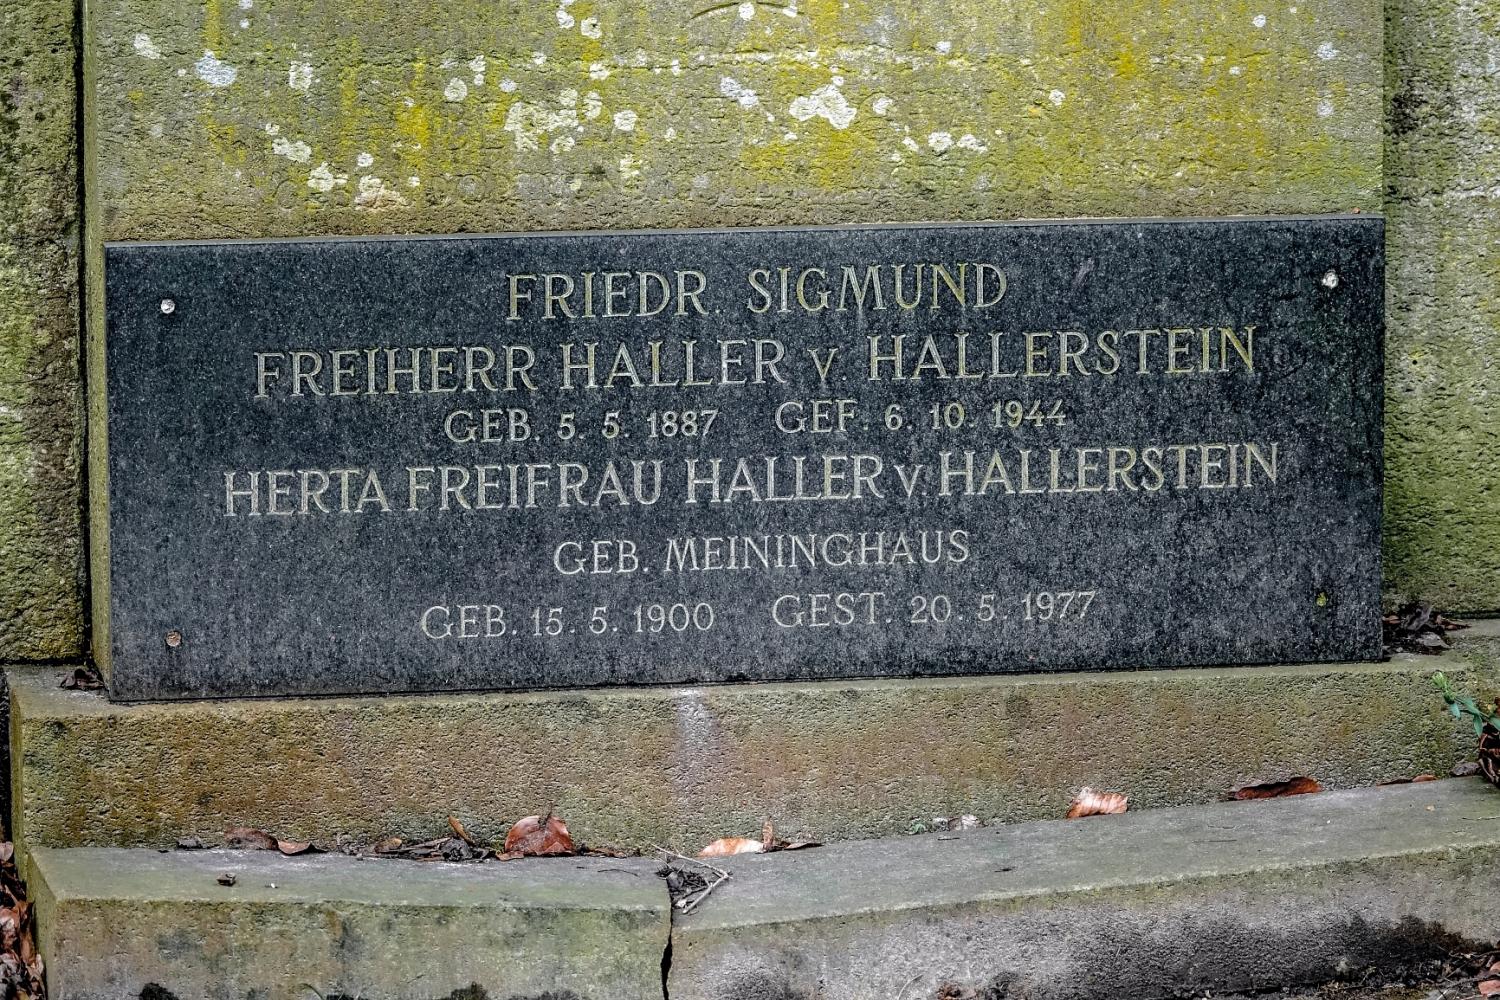 FRIEDR. SIGMUND
FREIHERR HALLER V. HALLERSTEIN
GEB. 5. 5. 1887 GEF. 6. 10. 1944
HERTA FREIFRAU HALLER V. HALLERSTEIN
GEB. MEININGHAUS
GEB. 15. 5. 1900 GEST. 20. 5. 1977